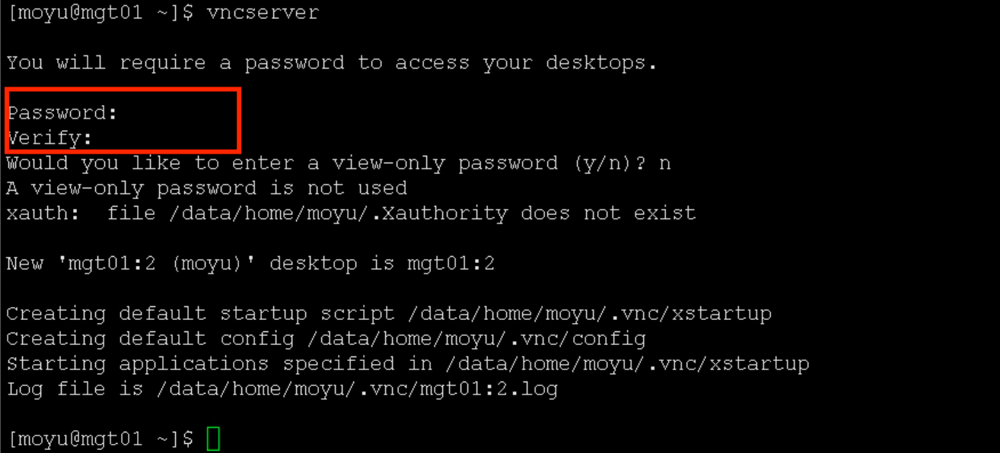 [moyu@mgt01 ~]$ vncserver
You will require a password to access your desktops.
Password:
Verify:
Would you like to enter a view-only password (y/n)? n
A view-only password is not used
xauth:  file /data/home/moyu/.Xauthority does not exist
New 'mgt01:2 (moyu)' desktop is mgt01:2
Creating default startup script /data/home/moyu/.vnc/xstartup
Creating default config /data/home/moyu/.vnc/config
Starting applications specified in /data/home/moyu/.vnc/xstartup
Log file is /data/home/moyu/.vnc/mgt01:2.log
[moyu@mgt01 ~]$